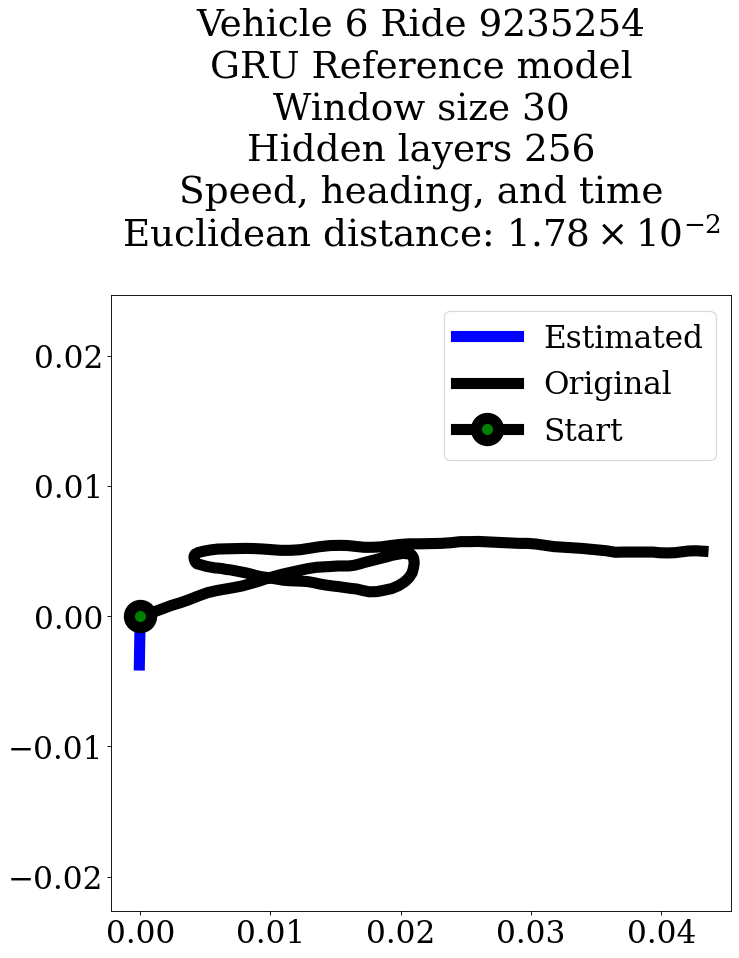 Vehicle 6 Ride 9235254
GRU Reference model
Window size 30
Hidden layers 256
Speed, heading, and time
Euclidean distance: 1.78 × 10⁻²
Estimated
Original
Start
0.02
0.01
0.00
−0.01
−0.02
0.00 0.01 0.02 0.03 0.04